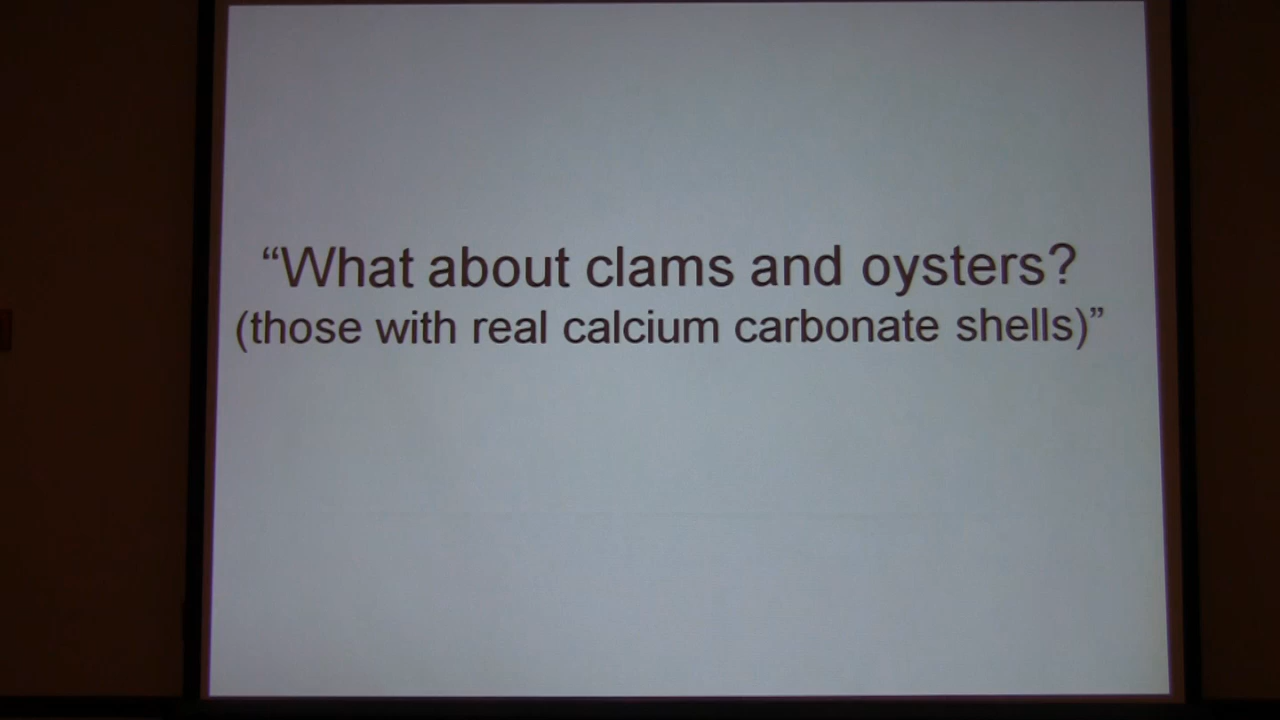 “What about clams and oysters?
(those with real calcium carbonate shells)”